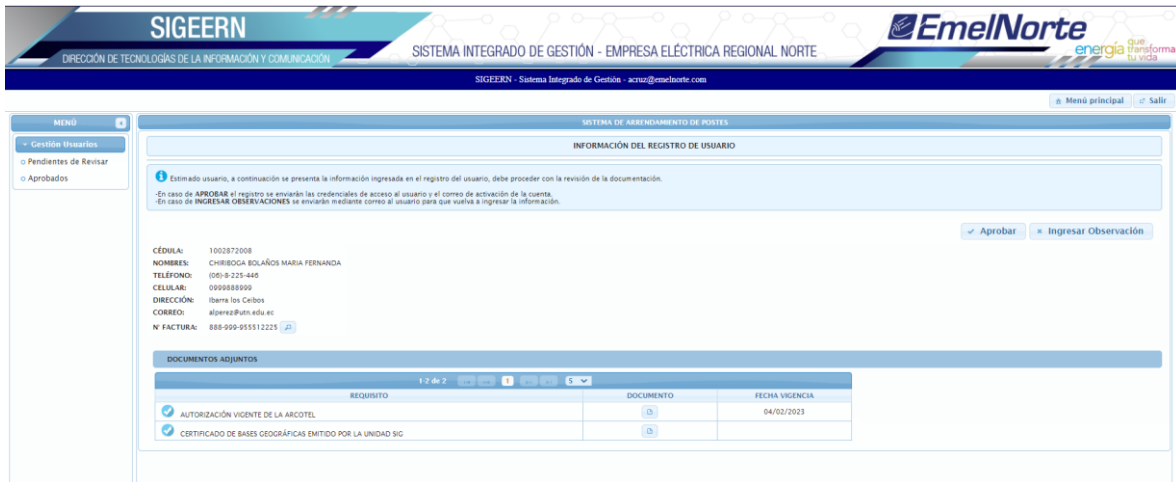 SIGEERN
DIRECCIÓN DE TECNOLOGÍAS DE LA INFORMACIÓN Y COMUNICACIÓN
SISTEMA INTEGRADO DE GESTIÓN - EMPRESA ELÉCTRICA REGIONAL NORTE
EmelNorte
energía que transforma tu vida
SIGEERN - Sistema Integrado de Gestión - acruz@emelnorte.com
Menú principal Salir
MENÚ
Gestión Usuarios
Pendientes de Revisar
Aprobados
SISTEMA DE ARRENDAMIENTO DE POSTES
INFORMACIÓN DEL REGISTRO DE USUARIO
Estimado usuario, a continuación se presenta la información ingresada en el registro del usuario, debe proceder con la revisión de la documentación.
-En caso de APROBAR el registro se enviarán las credenciales de acceso al usuario y el correo de activación de la cuenta.
-En caso de INGRESAR OBSERVACIONES se enviarán mediante correo al usuario para que vuelva a ingresar la información.
Aprobar Ingresar Observación
CÉDULA: 1002872008
NOMBRES: CHIRIBOGA BOLAÑOS MARIA FERNANDA
TELÉFONO: (06)-8-225-446
CELULAR: 0999888999
DIRECCIÓN: Ibarra los Ceibos
CORREO: alperez@utn.edu.ec
N° FACTURA: 888-999-955512225
DOCUMENTOS ADJUNTOS
1-2 de 2 1 5
REQUISITO DOCUMENTO FECHA VIGENCIA
AUTORIZACIÓN VIGENTE DE LA ARCOTEL 04/02/2023
CERTIFICADO DE BASES GEOGRÁFICAS EMITIDO POR LA UNIDAD SIG